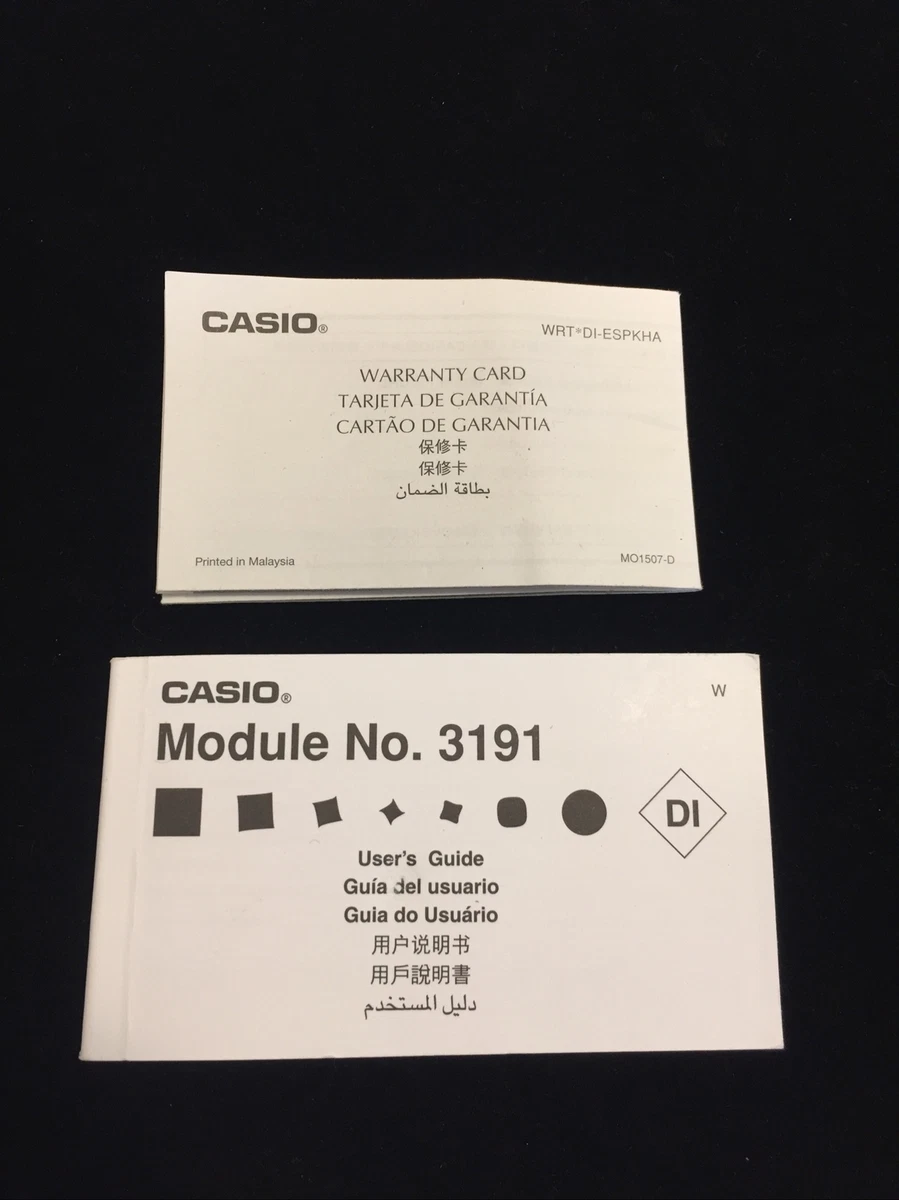 CASIO®
WRT*DI-ESPKHA
WARRANTY CARD
TARJETA DE GARANTÍA
CARTÃO DE GARANTIA
保修卡
保修卡
بطاقة الضمان
Printed in Malaysia
MO1507-D
CASIO®
W
Module No. 3191
DI
User's Guide
Guía del usuario
Guia do Usuário
用户说明书
用戶說明書
دليل المستخدم